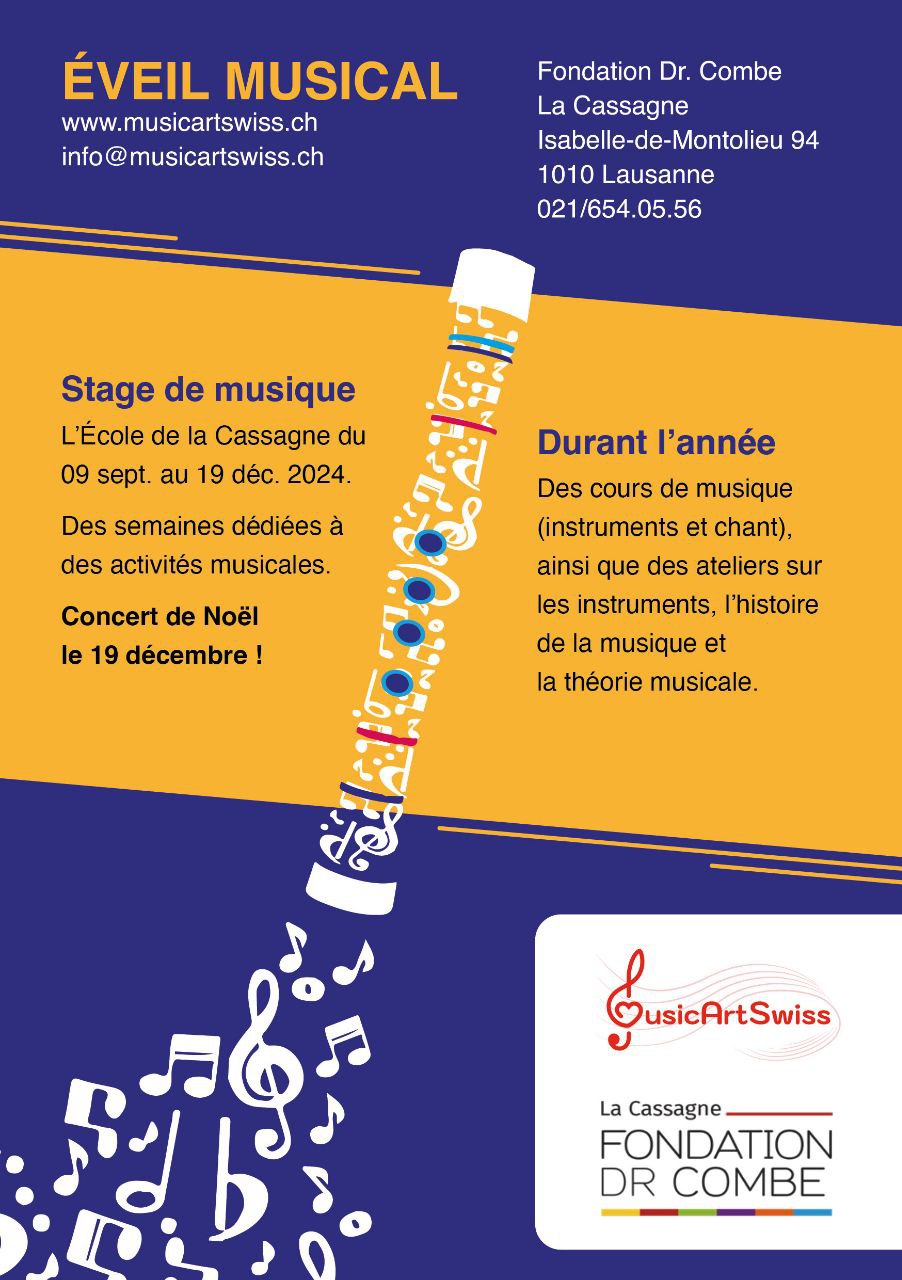 ÉVEIL MUSICAL
www.musicartswiss.ch
info@musicartswiss.ch
Fondation Dr. Combe
La Cassagne
Isabelle-de-Montolieu 94
1010 Lausanne
021/654.05.56
Stage de musique
L’École de la Cassagne du
09 sept. au 19 déc. 2024.
Des semaines dédiées à
des activités musicales.
Concert de Noël
le 19 décembre !
Durant l’année
Des cours de musique
(instruments et chant),
ainsi que des ateliers sur
les instruments, l’histoire
de la musique et
la théorie musicale.
MusicArtSwiss
La Cassagne
FONDATION
DR COMBE